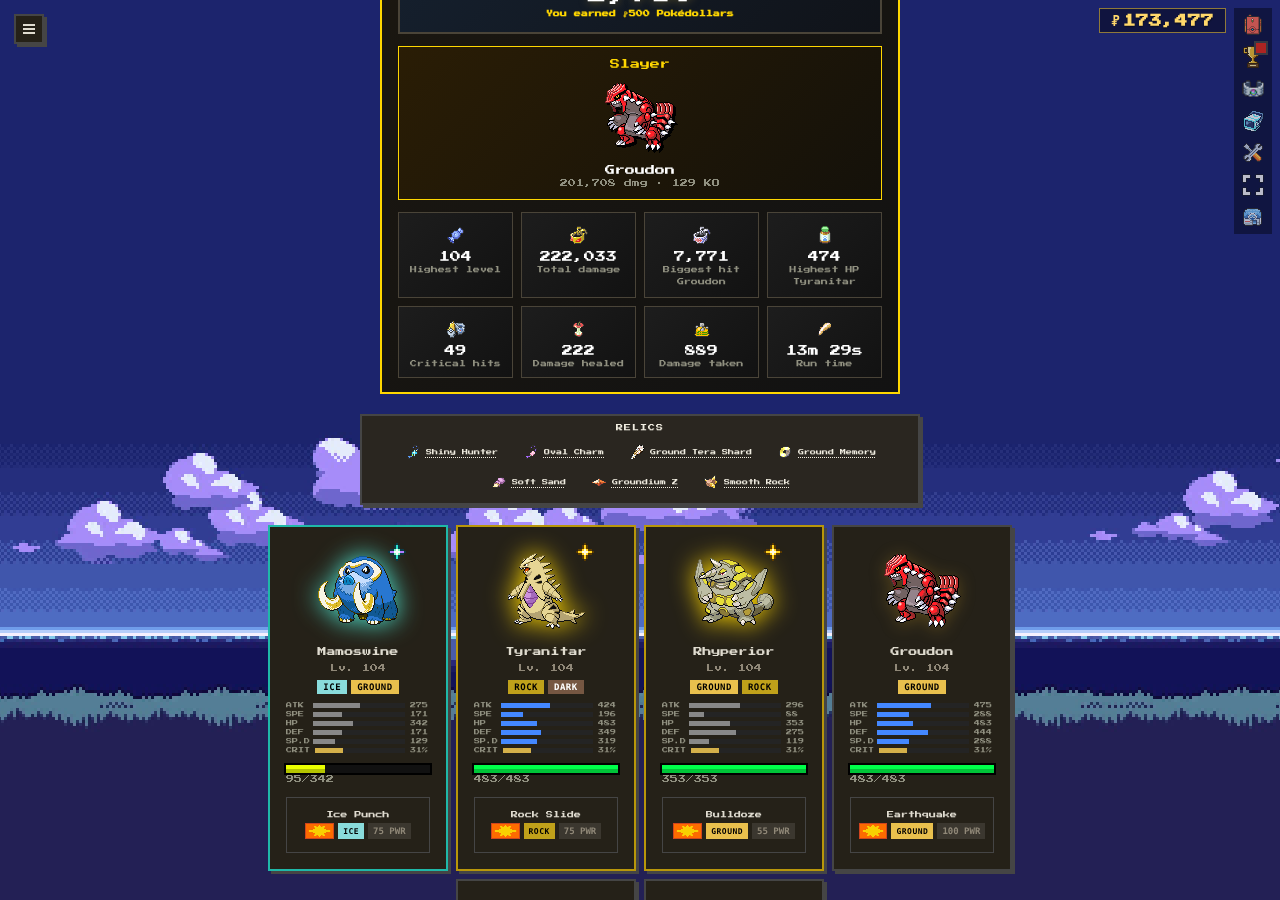 You earned ₽500 Pokédollars
₽ 173,477
Slayer
Groudon
201,708 dmg · 129 KO
104
Highest level
222,033
Total damage
7,771
Biggest hit
Groudon
474
Highest HP
Tyranitar
49
Critical hits
222
Damage healed
889
Damage taken
13m 29s
Run time
RELICS
Shiny Hunter
Oval Charm
Ground Tera Shard
Ground Memory
Soft Sand
Groundium Z
Smooth Rock
Mamoswine
Lv. 104
ICE GROUND
ATK 275
SPE 171
HP 342
DEF 171
SP.D 129
CRIT 31%
95/342
Ice Punch
ICE 75 PWR
Tyranitar
Lv. 104
ROCK DARK
ATK 424
SPE 196
HP 483
DEF 349
SP.D 319
CRIT 31%
483/483
Rock Slide
ROCK 75 PWR
Rhyperior
Lv. 104
GROUND ROCK
ATK 296
SPE 88
HP 353
DEF 275
SP.D 119
CRIT 31%
353/353
Bulldoze
GROUND 55 PWR
Groudon
Lv. 104
GROUND
ATK 475
SPE 288
HP 483
DEF 444
SP.D 288
CRIT 31%
483/483
Earthquake
GROUND 100 PWR